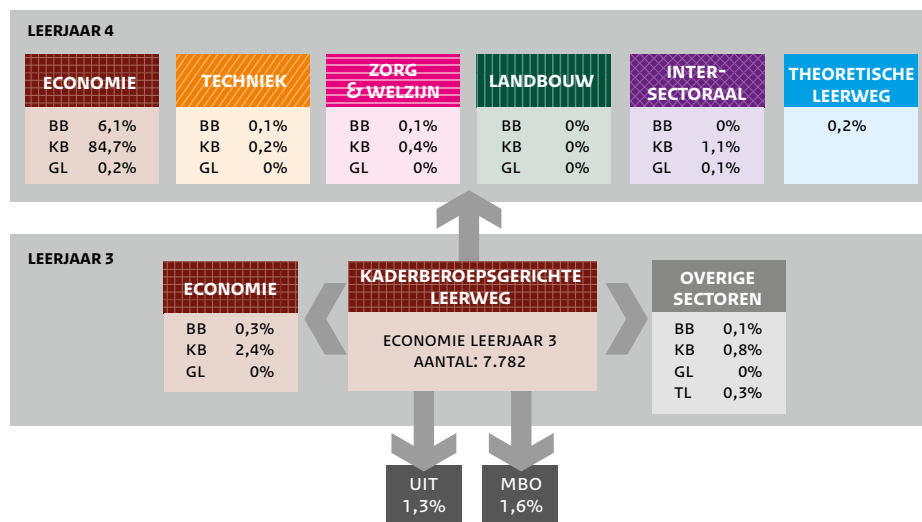 LEERJAAR 4
ECONOMIE
BB 6,1%
KB 84,7%
GL 0,2%
TECHNIEK
BB 0,1%
KB 0,2%
GL 0%
ZORG
& WELZIJN
BB 0,1%
KB 0,4%
GL 0%
LANDBOUW
BB 0%
KB 0%
GL 0%
INTER-
SECTORAAL
BB 0%
KB 1,1%
GL 0,1%
THEORETISCHE
LEERWEG
0,2%
LEERJAAR 3
ECONOMIE
BB 0,3%
KB 2,4%
GL 0%
KADERBEROEPSGERICHTE
LEERWEG
ECONOMIE LEERJAAR 3
AANTAL: 7.782
OVERIGE
SECTOREN
BB 0,1%
KB 0,8%
GL 0%
TL 0,3%
UIT
1,3%
MBO
1,6%